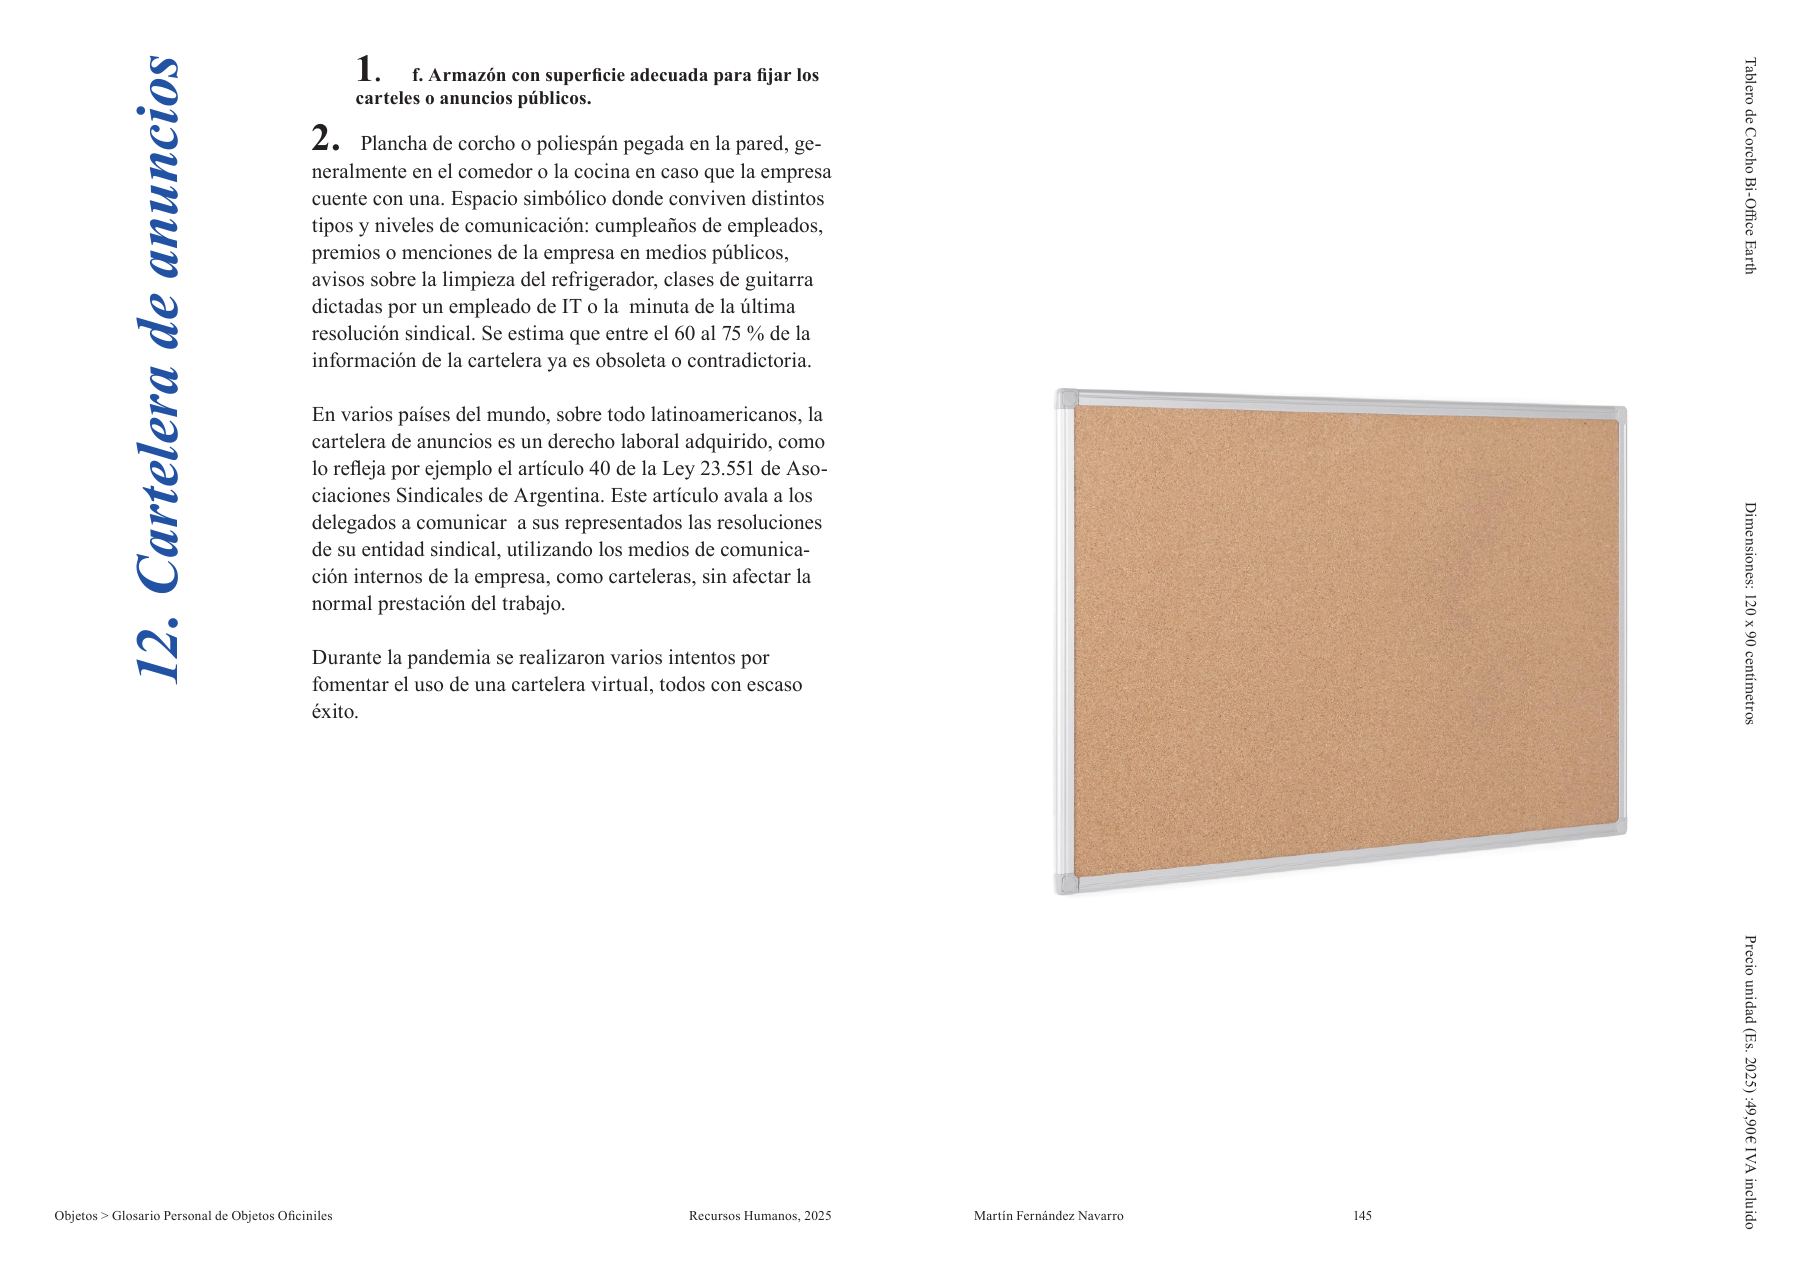 12. Cartelera de anuncios
1. f. Armazón con superficie adecuada para fijar los
carteles o anuncios públicos.
2. Plancha de corcho o poliespán pegada en la pared, ge-
neralmente en el comedor o la cocina en caso que la empresa
cuente con una. Espacio simbólico donde conviven distintos
tipos y niveles de comunicación: cumpleaños de empleados,
premios o menciones de la empresa en medios públicos,
avisos sobre la limpieza del refrigerador, clases de guitarra
dictadas por un empleado de IT o la  minuta de la última
resolución sindical. Se estima que entre el 60 al 75 % de la
información de la cartelera ya es obsoleta o contradictoria.
En varios países del mundo, sobre todo latinoamericanos, la
cartelera de anuncios es un derecho laboral adquirido, como
lo refleja por ejemplo el artículo 40 de la Ley 23.551 de Aso-
ciaciones Sindicales de Argentina. Este artículo avala a los
delegados a comunicar  a sus representados las resoluciones
de su entidad sindical, utilizando los medios de comunica-
ción internos de la empresa, como carteleras, sin afectar la
normal prestación del trabajo.
Durante la pandemia se realizaron varios intentos por
fomentar el uso de una cartelera virtual, todos con escaso
éxito.
Tablero de Corcho Bi-Office Earth
Dimensiones: 120 x 90 centímetros
Precio unidad (Es. 2025) :49,90€ IVA incluido
Objetos > Glosario Personal de Objetos Oficiniles
Recursos Humanos, 2025
Martín Fernández Navarro
145